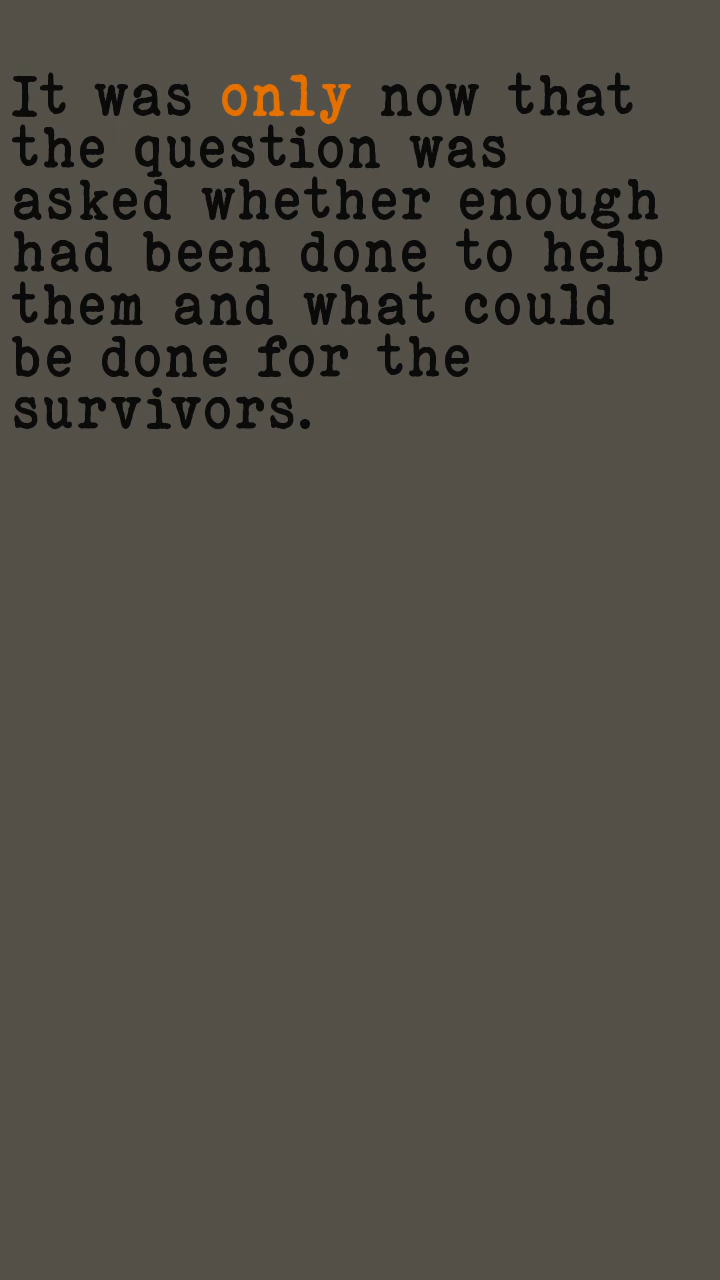 It was only now that
the question was
asked whether enough
had been done to help
them and what could
be done for the
survivors.